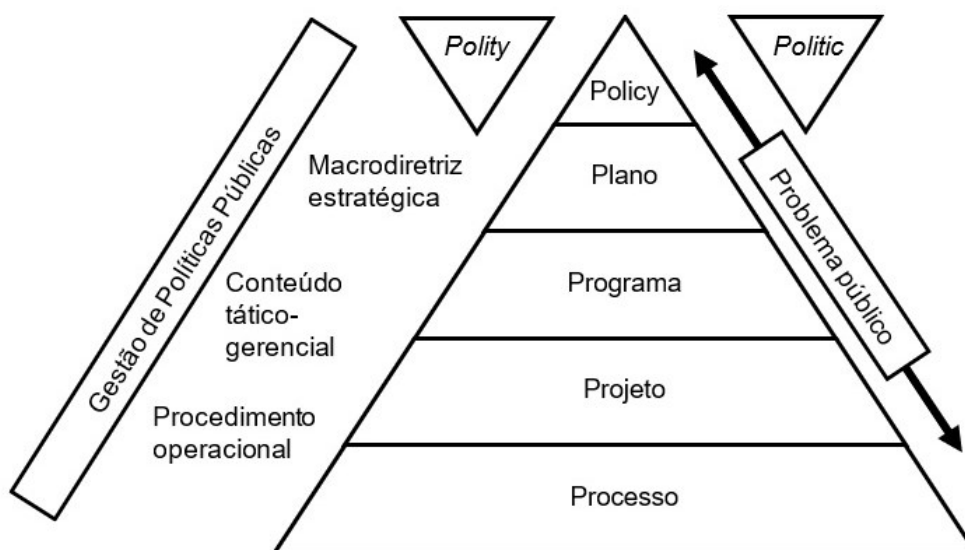 Polity
Politic
Policy
Gestão de Políticas Públicas
Macrodiretriz
estratégica
Plano
Problema público
Conteúdo
tático-
gerencial
Programa
Projeto
Procedimento
operacional
Processo